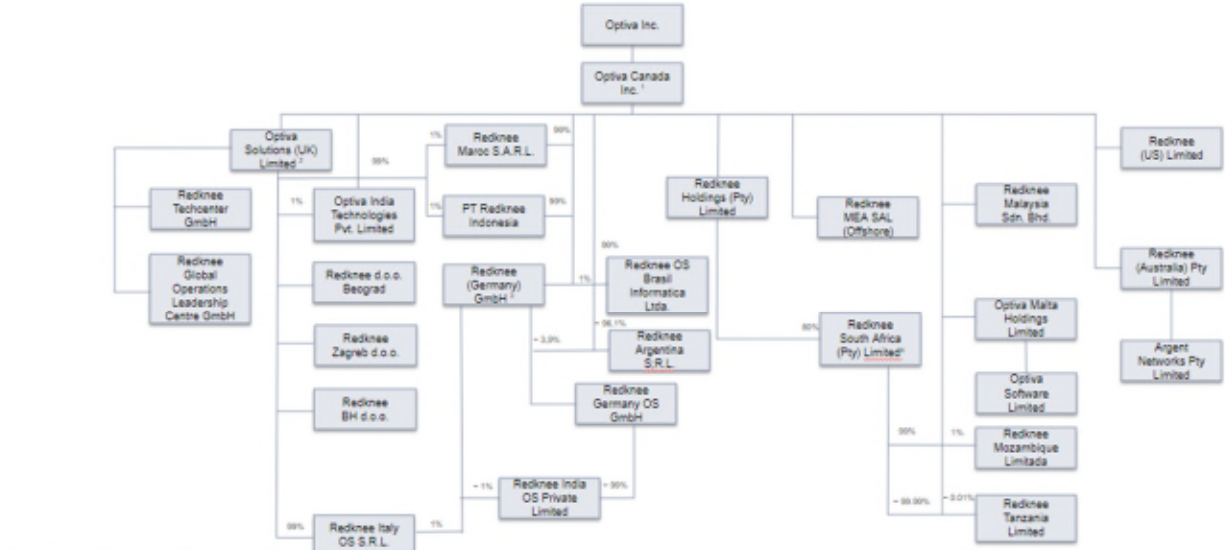 Optiva Inc.
Optiva Canada
Inc. ¹
Optiva
Solutions (UK)
Limited ²
Redknee
Techcenter
GmbH
Redknee
Global
Operations
Leadership
Centre GmbH
99%
1%
Optiva India
Technologies
Pvt. Limited
Redknee d.o.o.
Beograd
Redknee
Zagreb d.o.o.
Redknee
BH d.o.o.
99%
Redknee Italy
OS S.R.L.
1%
1%
Redknee
Maroc S.A.R.L.
99%
1%
PT Redknee
Indonesia
99%
Redknee
(Germany)
GmbH
1%
99%
Redknee OS
Brasil
Informatica
Ltda.
~ 96,1%
~ 3,9%
Redknee
Argentina
S.R.L.
Redknee
Germany OS
GmbH
~ 1%
Redknee India
OS Private
Limited
~ 99%
Redknee
Holdings (Pty)
Limited
Redknee
MEA SAL
(Offshore)
80%
Redknee
South Africa
(Pty) Limited
Redknee
Malaysia
Sdn. Bhd.
Optiva Malta
Holdings
Limited
Optiva
Software
Limited
99%
1%
Redknee
Mozambique
Limitada
~ 99.99%
~ 0.01%
Redknee
Tanzania
Limited
Redknee
(US) Limited
Redknee
(Australia) Pty
Limited
Argent
Networks Pty
Limited